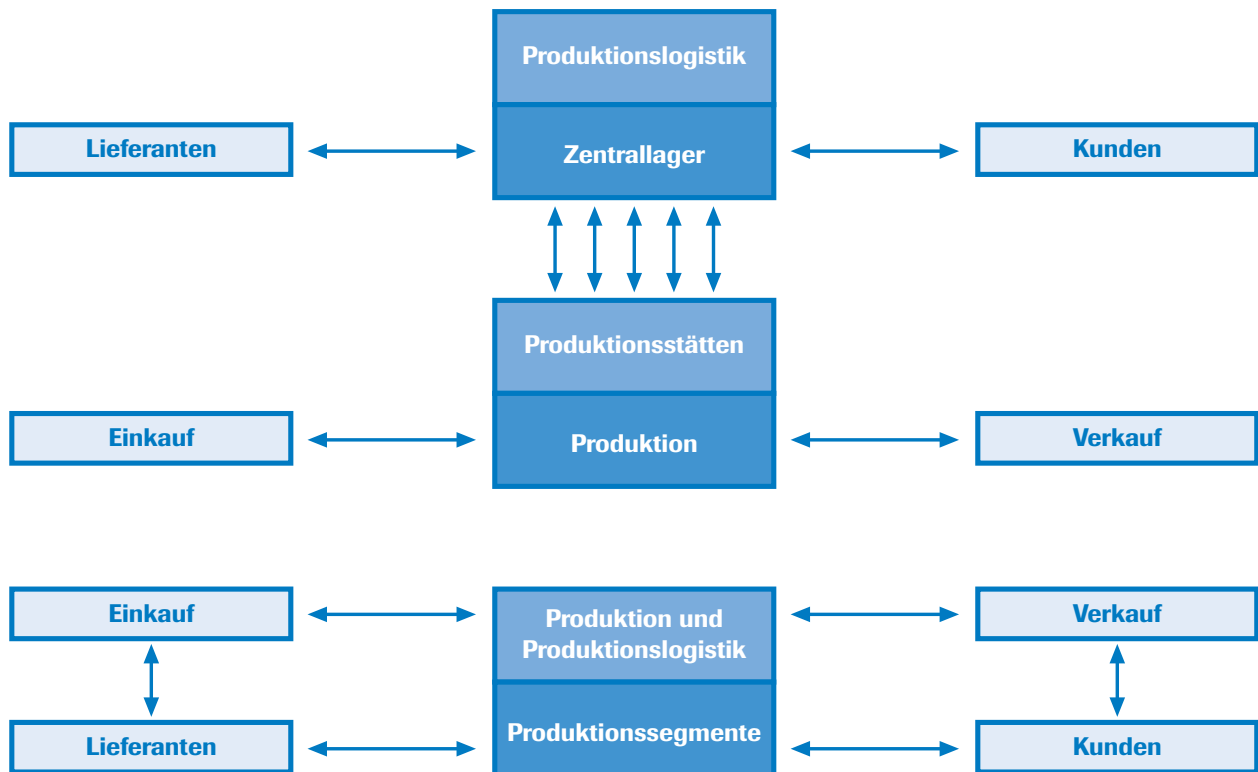 Produktionslogistik
Lieferanten
Zentrallager
Kunden
Produktionsstätten
Einkauf
Produktion
Verkauf
Einkauf
Produktion und
Produktionslogistik
Verkauf
Lieferanten
Produktionssegmente
Kunden